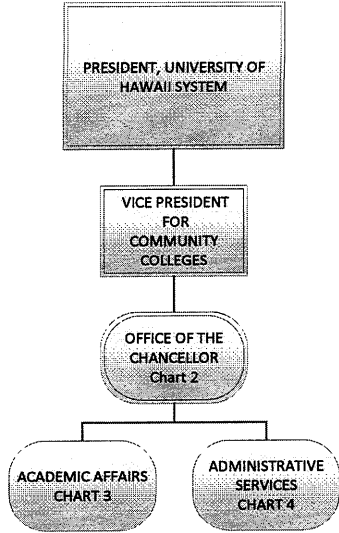 PRESIDENT, UNIVERSITY OF
HAWAII SYSTEM
VICE PRESIDENT
FOR
COMMUNITY
COLLEGES
OFFICE OF THE
CHANCELLOR
Chart 2
ACADEMIC AFFAIRS
CHART 3
ADMINISTRATIVE
SERVICES
CHART 4